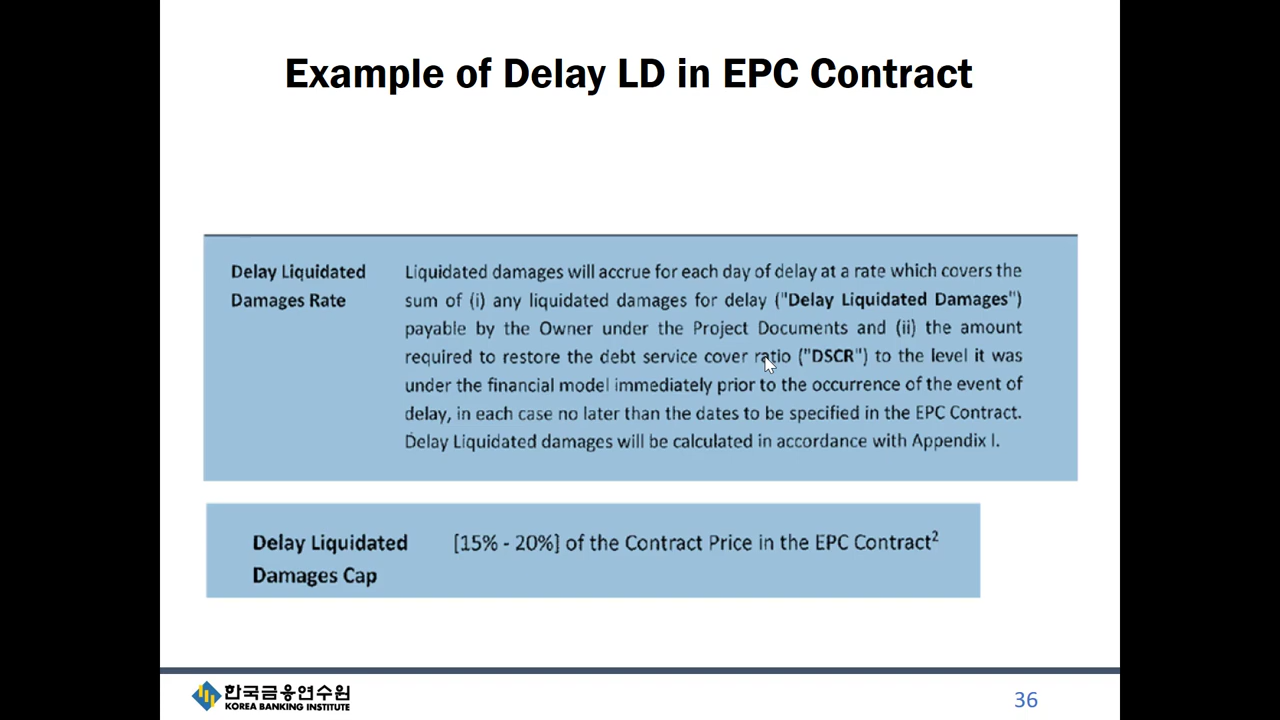 Example of Delay LD in EPC Contract
Delay Liquidated
Damages Rate
Liquidated damages will accrue for each day of delay at a rate which covers the
sum of (i) any liquidated damages for delay ("Delay Liquidated Damages")
payable by the Owner under the Project Documents and (ii) the amount
required to restore the debt service cover ratio ("DSCR") to the level it was
under the financial model immediately prior to the occurrence of the event of
delay, in each case no later than the dates to be specified in the EPC Contract.
Delay Liquidated damages will be calculated in accordance with Appendix I.
Delay Liquidated
Damages Cap
[15% - 20%] of the Contract Price in the EPC Contract²
한국금융연수원
KOREA BANKING INSTITUTE
36